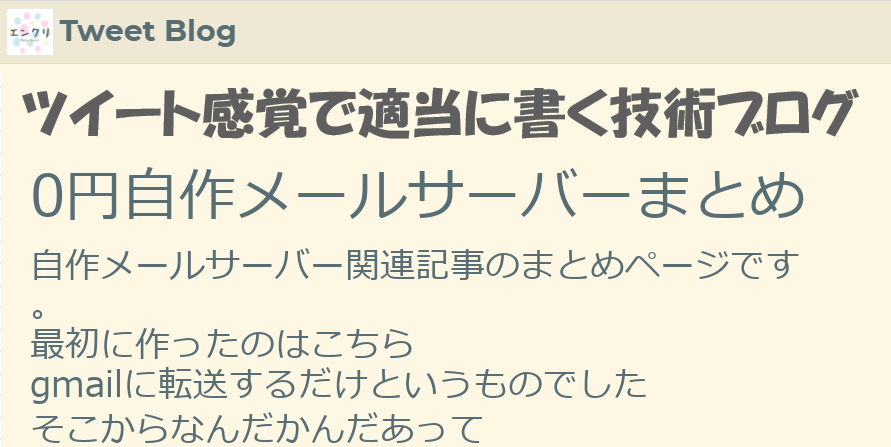 エンクリ Tweet Blog
ツイート感覚で適当に書く技術ブログ
0円自作メールサーバーまとめ
自作メールサーバー関連記事のまとめページです
。
最初に作ったのはこちら
gmailに転送するだけというものでした
そこからなんだかんだあって